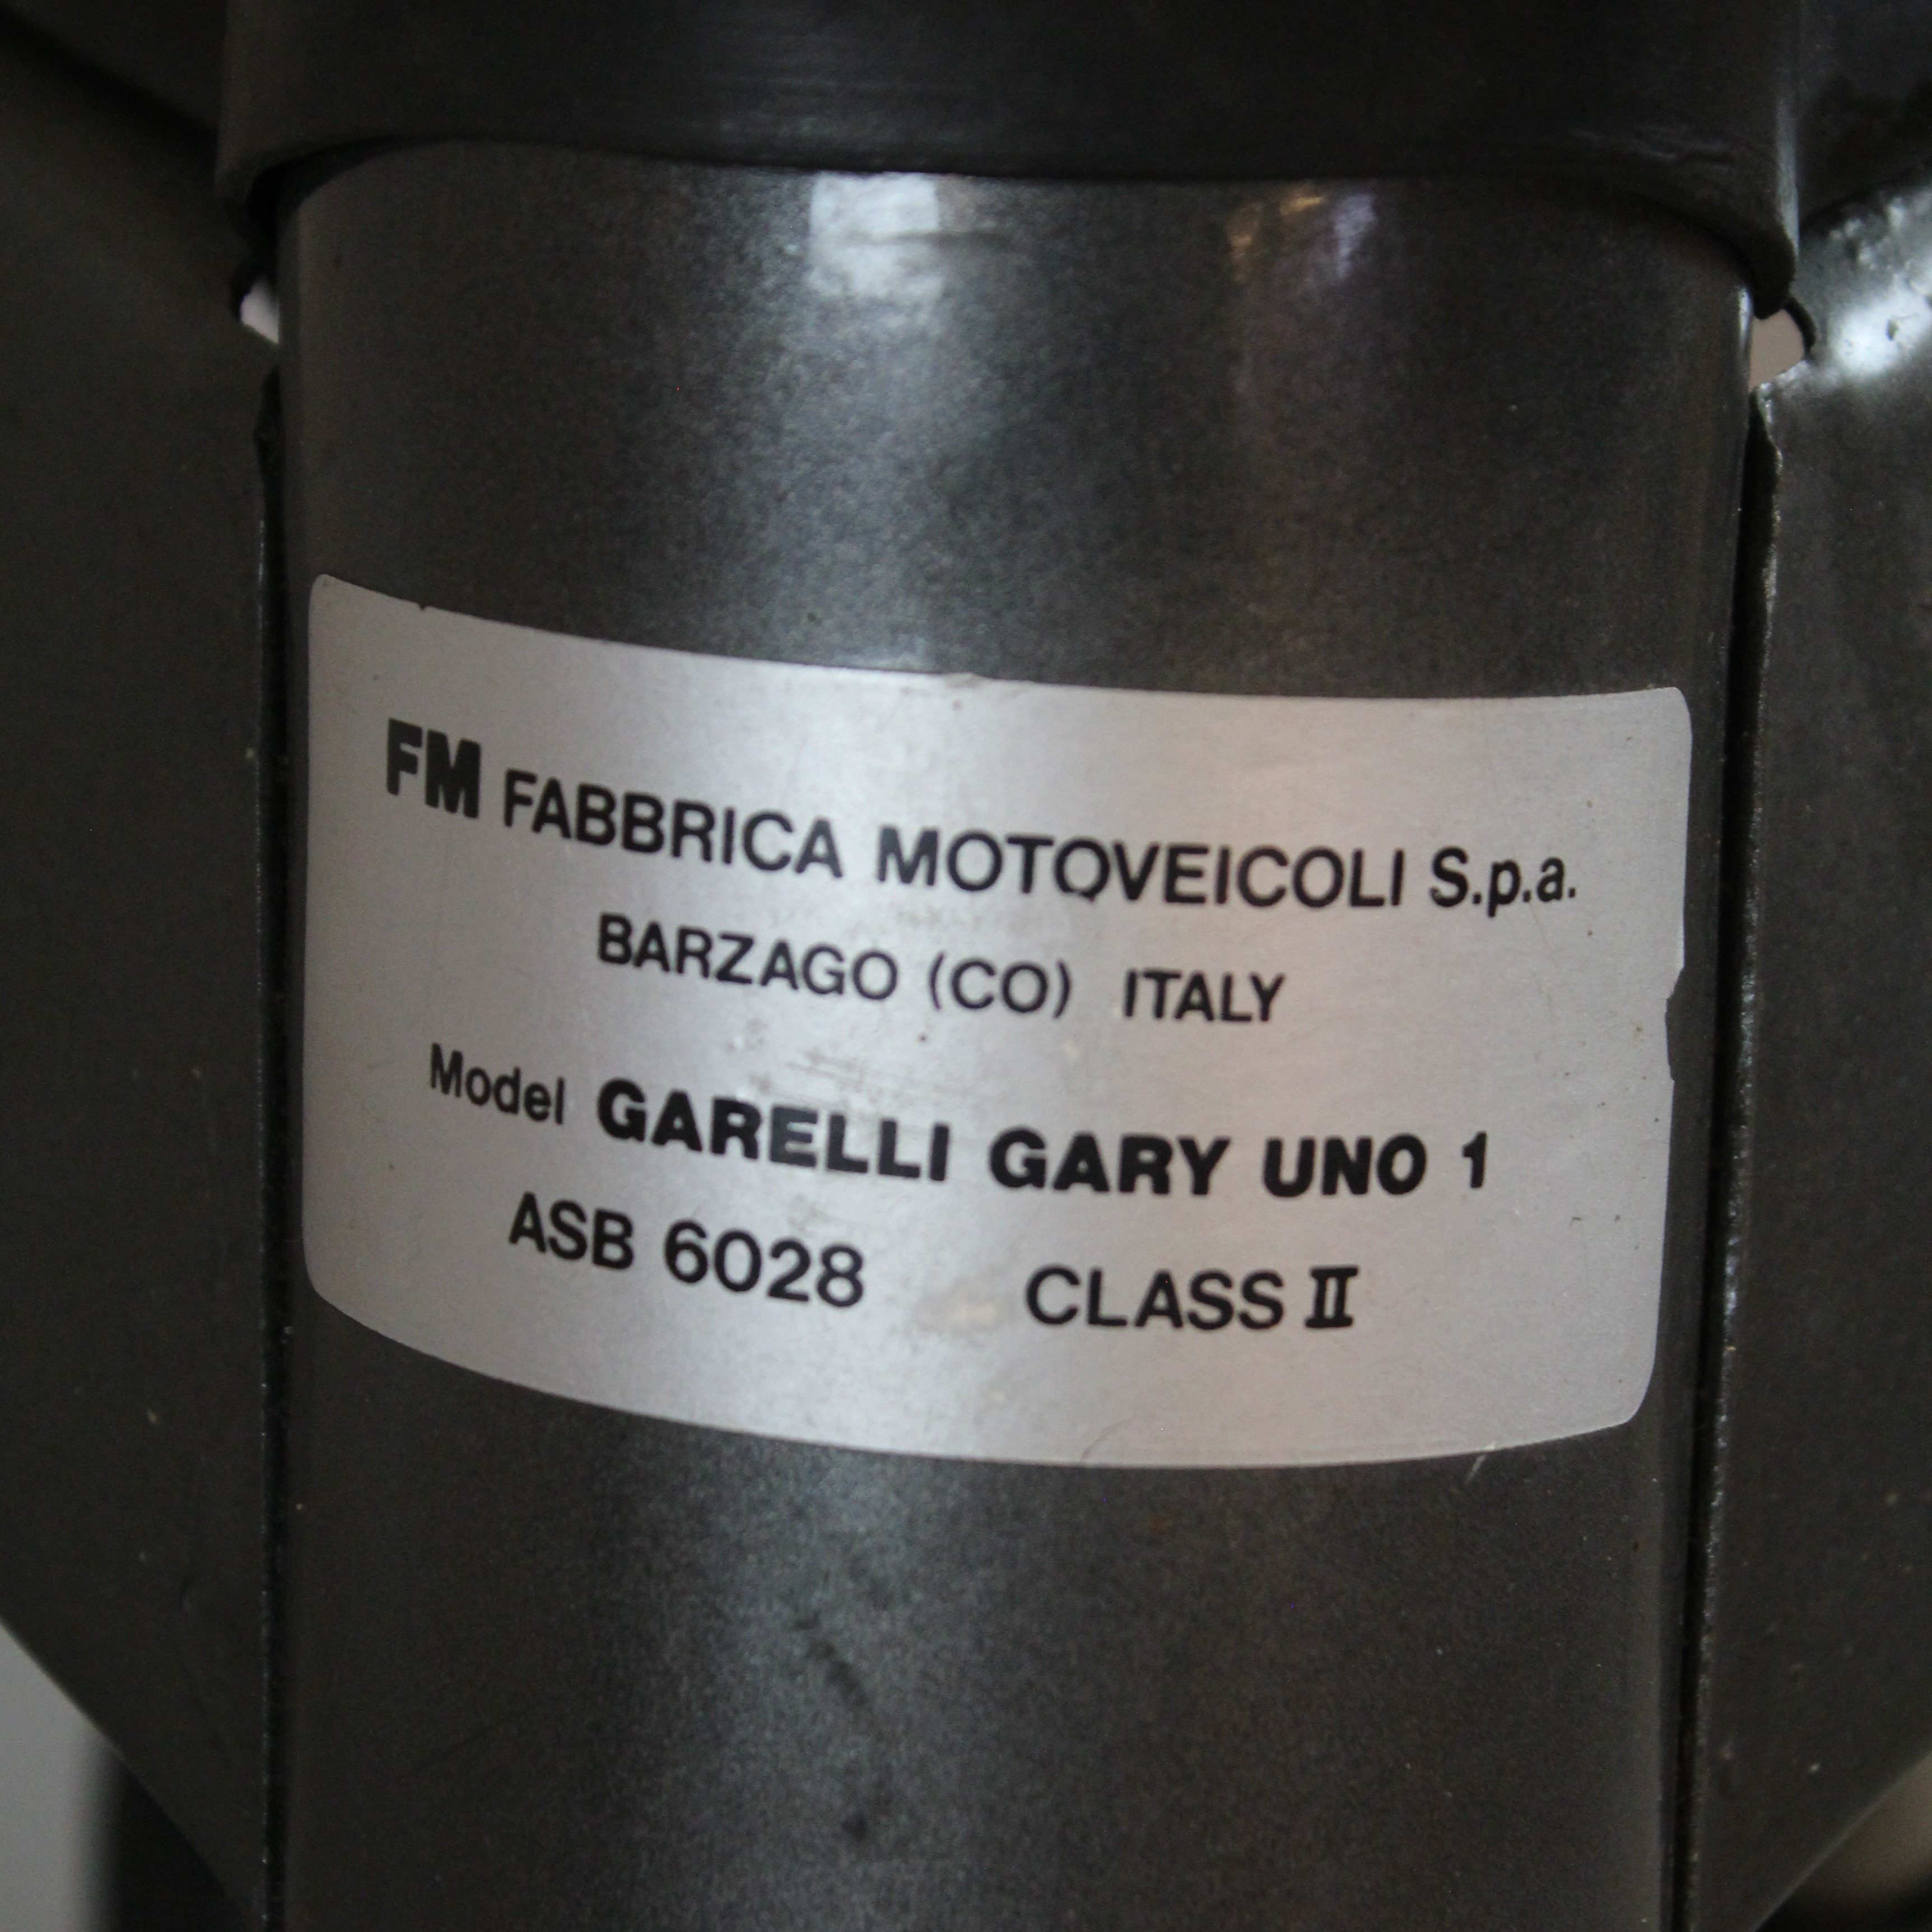 FM FABBRICA MOTOVEICOLI S.p.a.
BARZAGO (CO) ITALY
Model GARELLI GARY UNO 1
ASB 6028 CLASS II